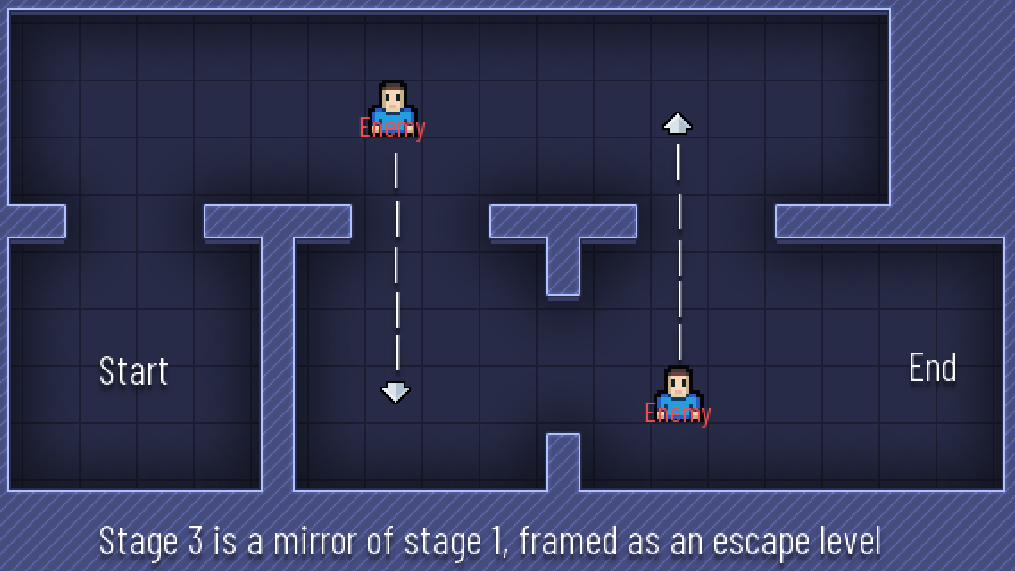 Enemy
Start
End
Enemy
Stage 3 is a mirror of stage 1, framed as an escape level